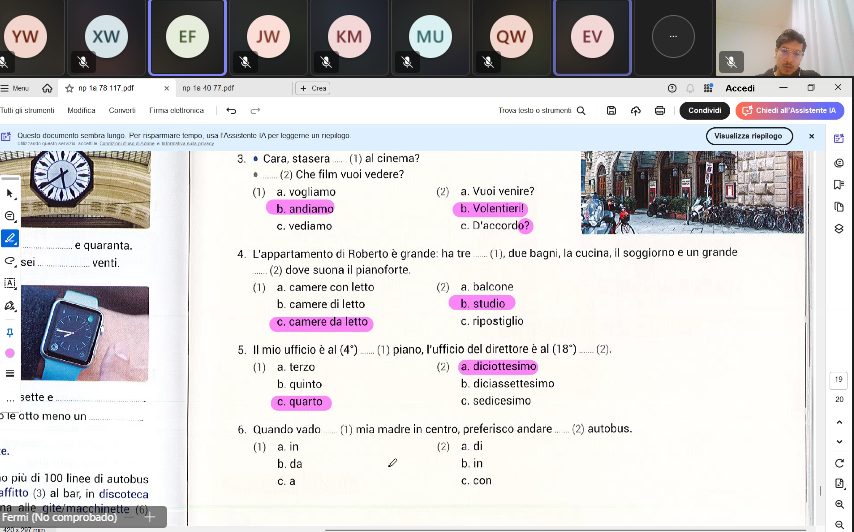 YW
XW
EF
JW
KM
MU
QW
EV
...
Menu
np 1a 78 117.pdf
×
np 1a 40 77.pdf
+ Crea
Accedi
Tutti gli strumenti
Modifica
Converti
Firma elettronica
Trova testo o strumenti
Condividi
Chiedi all'Assistente IA
Questo documento sembra lungo. Per risparmiare tempo, usa l'Assistente IA per leggerne un riepilogo.
Visualizza riepilogo
3. • Cara, stasera ..... (1) al cinema?
• ...... (2) Che film vuoi vedere?
(1) a. vogliamo (2) a. Vuoi venire?
b. andiamo b. Volentieri!
c. vediamo c. D'accordo?
4. L'appartamento di Roberto è grande: ha tre ...... (1), due bagni, la cucina, il soggiorno e un grande
...... (2) dove suona il pianoforte.
(1) a. camere con letto (2) a. balcone
b. camere di letto b. studio
c. camere da letto c. ripostiglio
5. Il mio ufficio è al (4°) ...... (1) piano, l'ufficio del direttore è al (18°) ...... (2).
(1) a. terzo (2) a. diciottesimo
b. quinto b. diciassettesimo
c. quarto c. sedicesimo
6. Quando vado ...... (1) mia madre in centro, preferisco andare ...... (2) autobus.
(1) a. in (2) a. di
b. da b. in
c. a c. con
.................. e quaranta.
sei .................. venti.
... sette e ..............................
o le otto meno un ..................
e.
no più di 100 linee di autobus
affitto (3) al bar, in discoteca
ma alle gite/macchinette (6)
Fermi (No comprobado)
420 x 297 mm
19
20